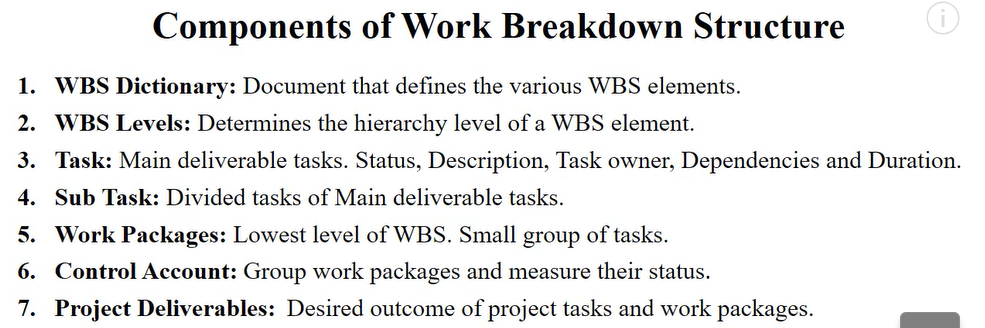 Components of Work Breakdown Structure
1. WBS Dictionary: Document that defines the various WBS elements.
2. WBS Levels: Determines the hierarchy level of a WBS element.
3. Task: Main deliverable tasks. Status, Description, Task owner, Dependencies and Duration.
4. Sub Task: Divided tasks of Main deliverable tasks.
5. Work Packages: Lowest level of WBS. Small group of tasks.
6. Control Account: Group work packages and measure their status.
7. Project Deliverables: Desired outcome of project tasks and work packages.